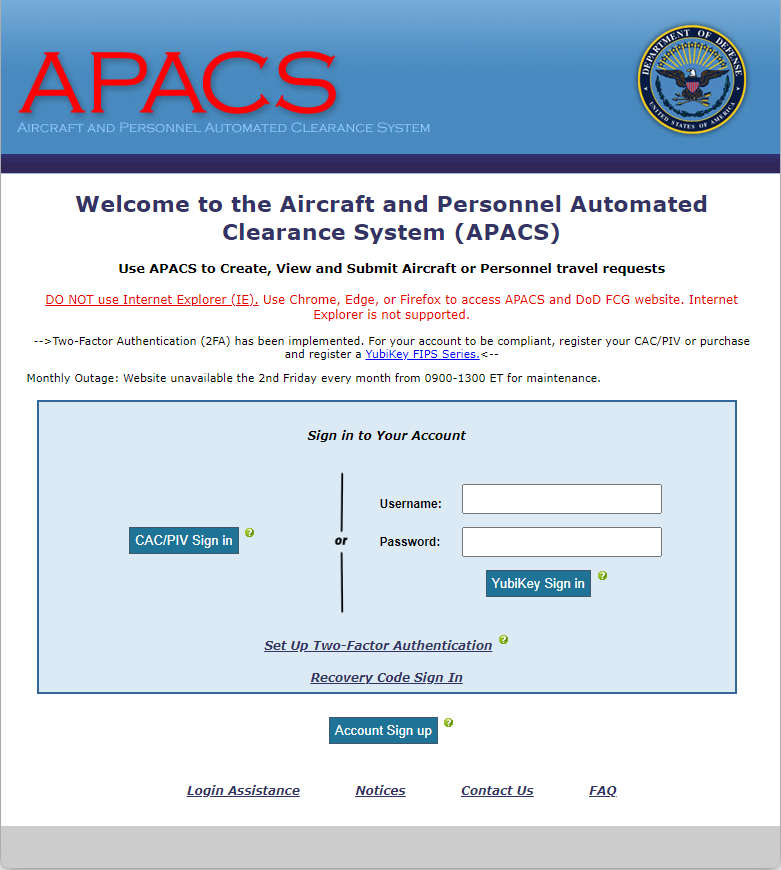 APACS
AIRCRAFT AND PERSONNEL AUTOMATED CLEARANCE SYSTEM
DEPARTMENT OF DEFENSE
UNITED STATES OF AMERICA
Welcome to the Aircraft and Personnel Automated
Clearance System (APACS)
Use APACS to Create, View and Submit Aircraft or Personnel travel requests
DO NOT use Internet Explorer (IE). Use Chrome, Edge, or Firefox to access APACS and DoD FCG website. Internet
Explorer is not supported.
-->Two-Factor Authentication (2FA) has been implemented. For your account to be compliant, register your CAC/PIV or purchase
and register a YubiKey FIPS Series.<--
Monthly Outage: Website unavailable the 2nd Friday every month from 0900-1300 ET for maintenance.
Sign in to Your Account
CAC/PIV Sign in ?
or
Username:
Password:
YubiKey Sign in ?
Set Up Two-Factor Authentication ?
Recovery Code Sign In
Account Sign up ?
Login Assistance Notices Contact Us FAQ